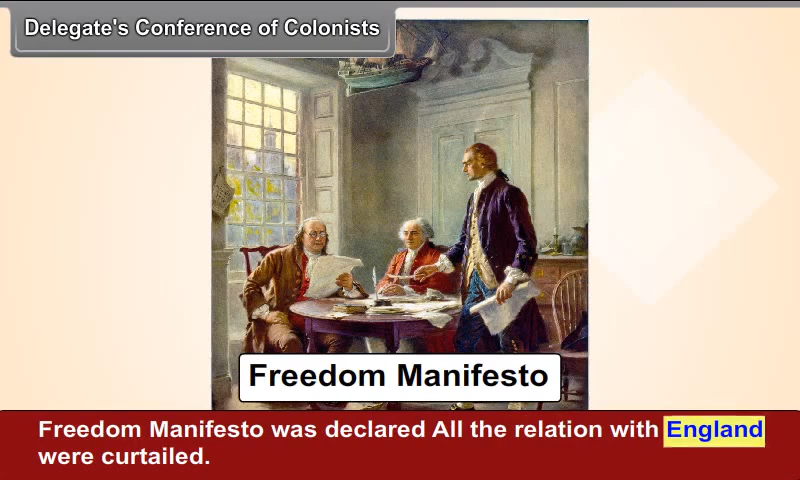 Delegate's Conference of Colonists
Freedom Manifesto
Freedom Manifesto was declared All the relation with England
were curtailed.